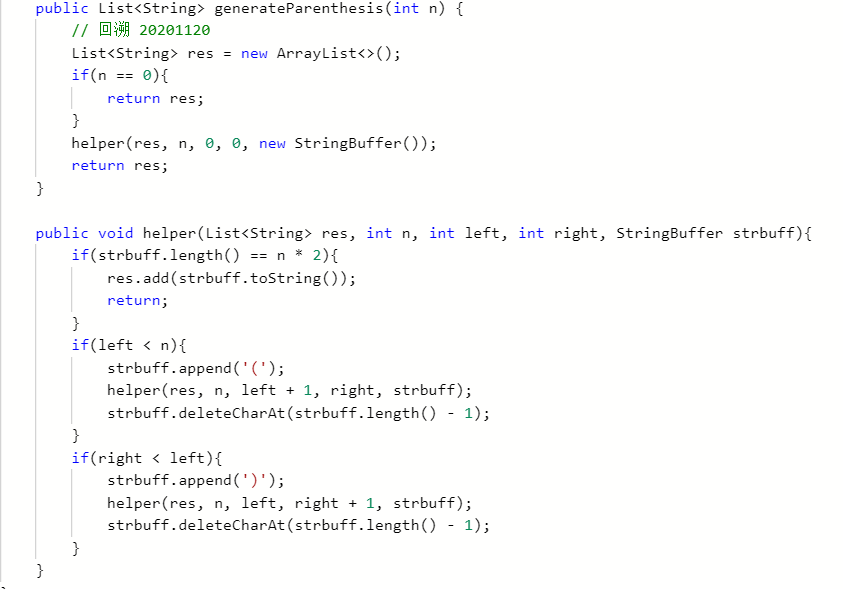 public List<String> generateParenthesis(int n) {
// 回溯 20201120
List<String> res = new ArrayList<>();
if(n == 0){
return res;
}
helper(res, n, 0, 0, new StringBuffer());
return res;
}
public void helper(List<String> res, int n, int left, int right, StringBuffer strbuff){
if(strbuff.length() == n * 2){
res.add(strbuff.toString());
return;
}
if(left < n){
strbuff.append('(');
helper(res, n, left + 1, right, strbuff);
strbuff.deleteCharAt(strbuff.length() - 1);
}
if(right < left){
strbuff.append(')');
helper(res, n, left, right + 1, strbuff);
strbuff.deleteCharAt(strbuff.length() - 1);
}
}